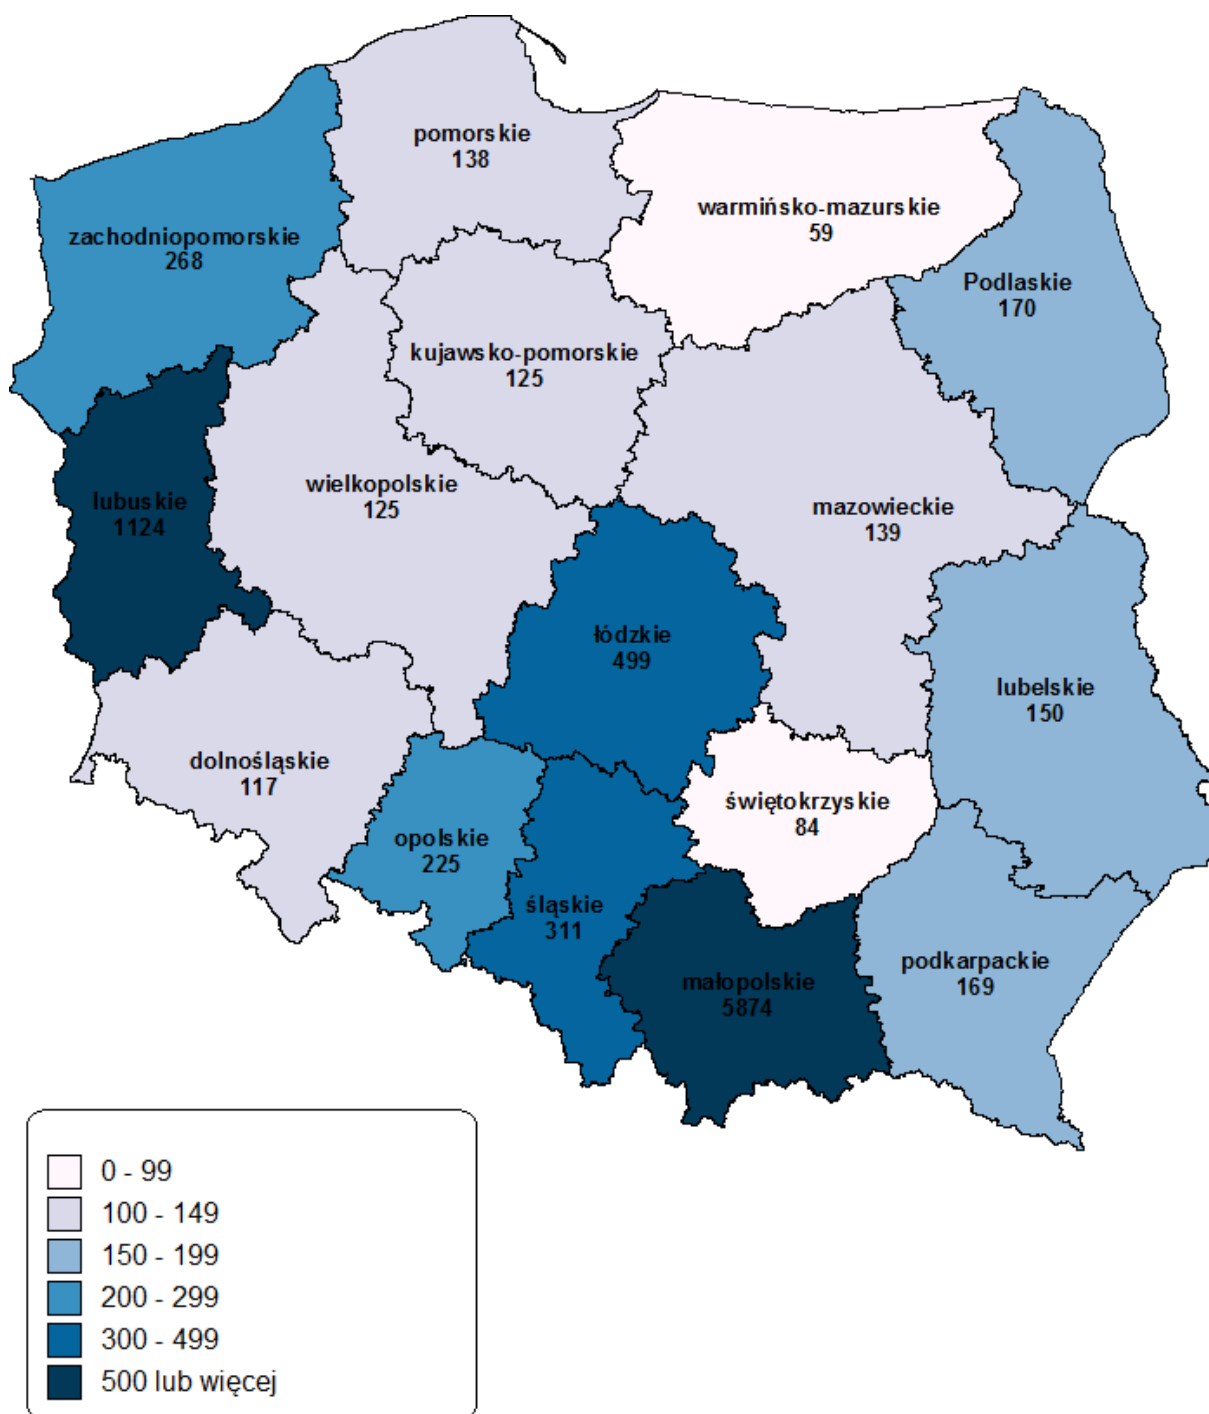 pomorskie
138
warmińsko-mazurskie
59
zachodniopomorskie
268
Podlaskie
170
kujawsko-pomorskie
125
wielkopolskie
125
lubuskie
1124
mazowieckie
139
łódzkie
499
lubelskie
150
dolnośląskie
117
świętokrzyskie
84
opolskie
225
śląskie
311
małopolskie
5874
podkarpackie
169
0 - 99
100 - 149
150 - 199
200 - 299
300 - 499
500 lub więcej